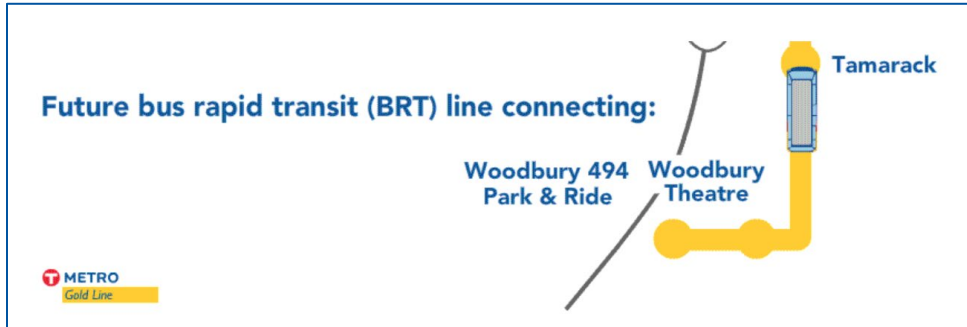 Tamarack
Future bus rapid transit (BRT) line connecting:
Woodbury 494
Park & Ride
Woodbury
Theatre
T METRO
Gold Line